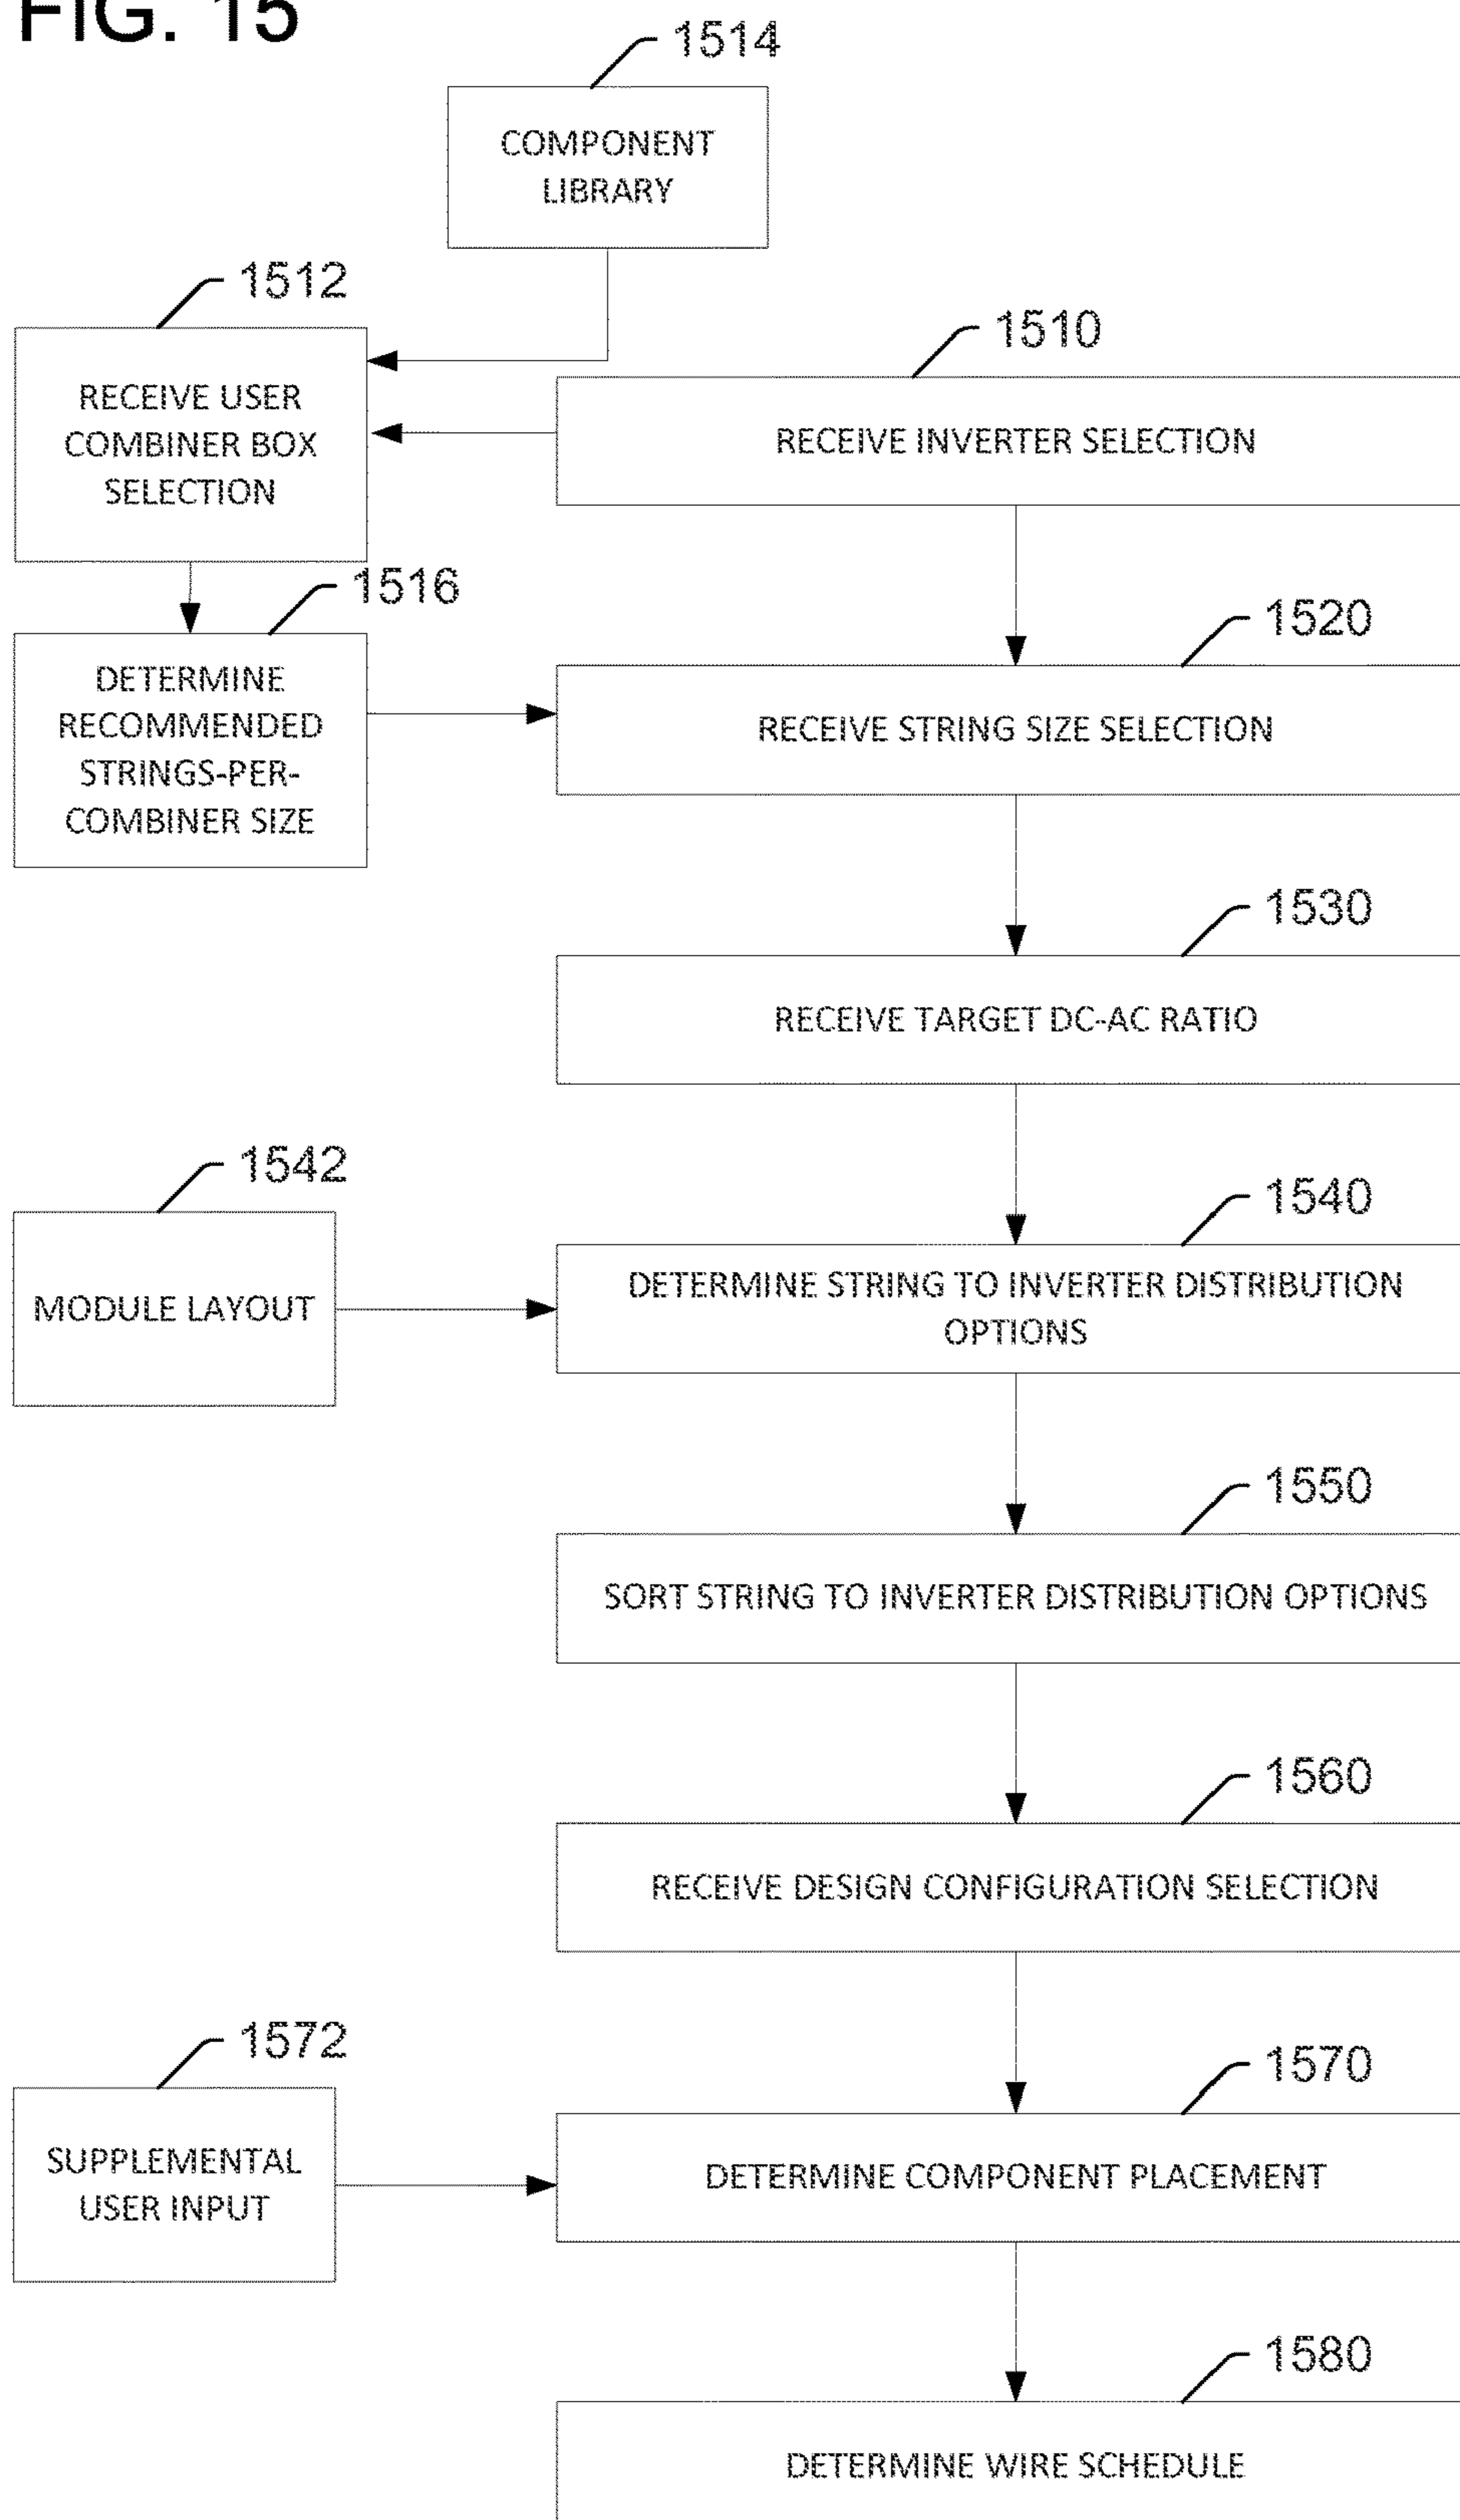 FIG. 15
1514
COMPONENT
LIBRARY
1512
RECEIVE USER
COMBINER BOX
SELECTION
1510
RECEIVE INVERTER SELECTION
1516
DETERMINE
RECOMMENDED
STRINGS-PER-
COMBINER SIZE
1520
RECEIVE STRING SIZE SELECTION
1530
RECEIVE TARGET DC-AC RATIO
1542
MODULE LAYOUT
1540
DETERMINE STRING TO INVERTER DISTRIBUTION
OPTIONS
1550
SORT STRING TO INVERTER DISTRIBUTION OPTIONS
1560
RECEIVE DESIGN CONFIGURATION SELECTION
1572
SUPPLEMENTAL
USER INPUT
1570
DETERMINE COMPONENT PLACEMENT
1580
DETERMINE WIRE SCHEDULE